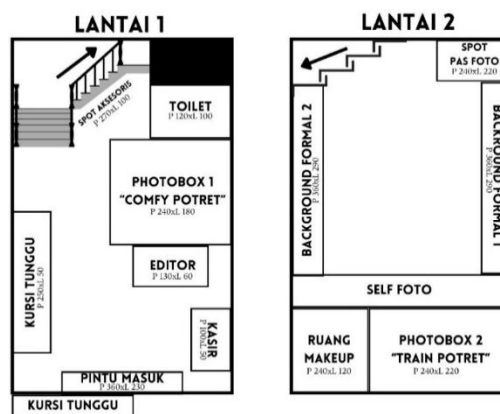 LANTAI 1
SPOT AKSESORIS
P 270xL 100
TOILET
P 120xL 100
PHOTOBOX 1
"COMFY POTRET"
P 240xL 180
EDITOR
P 130xL 60
KURSI TUNGGU
P 250xL 50
KASIR
P 100xL 50
PINTU MASUK
P 360xL 230
KURSI TUNGGU
LANTAI 2
SPOT
PAS FOTO
P 240xL 220
BACKGROUND FORMAL 2
P 360xL 290
BACKGROUND FORMAL 1
P 360xL 290
SELF FOTO
RUANG
MAKEUP
P 240xL 120
PHOTOBOX 2
"TRAIN POTRET"
P 240xL 220